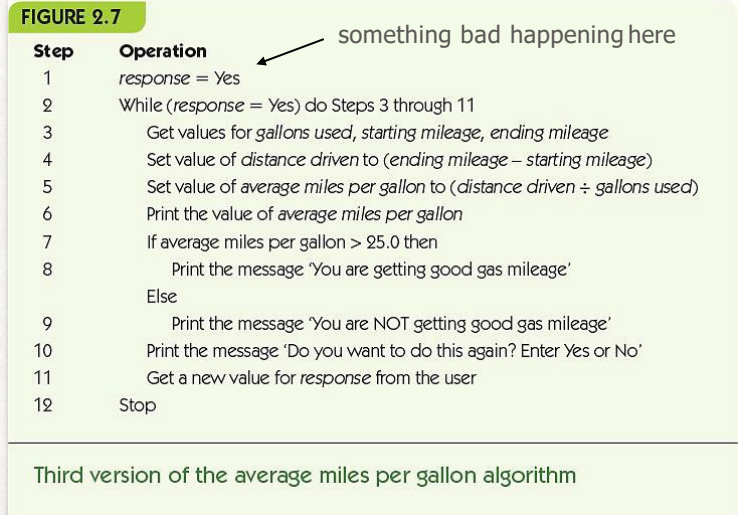 FIGURE 2.7
something bad happening here
Step Operation
1 response = Yes
2 While (response = Yes) do Steps 3 through 11
3 Get values for gallons used, starting mileage, ending mileage
4 Set value of distance driven to (ending mileage – starting mileage)
5 Set value of average miles per gallon to (distance driven ÷ gallons used)
6 Print the value of average miles per gallon
7 If average miles per gallon > 25.0 then
8 Print the message ‘You are getting good gas mileage’
Else
9 Print the message ‘You are NOT getting good gas mileage’
10 Print the message ‘Do you want to do this again? Enter Yes or No’
11 Get a new value for response from the user
12 Stop
Third version of the average miles per gallon algorithm